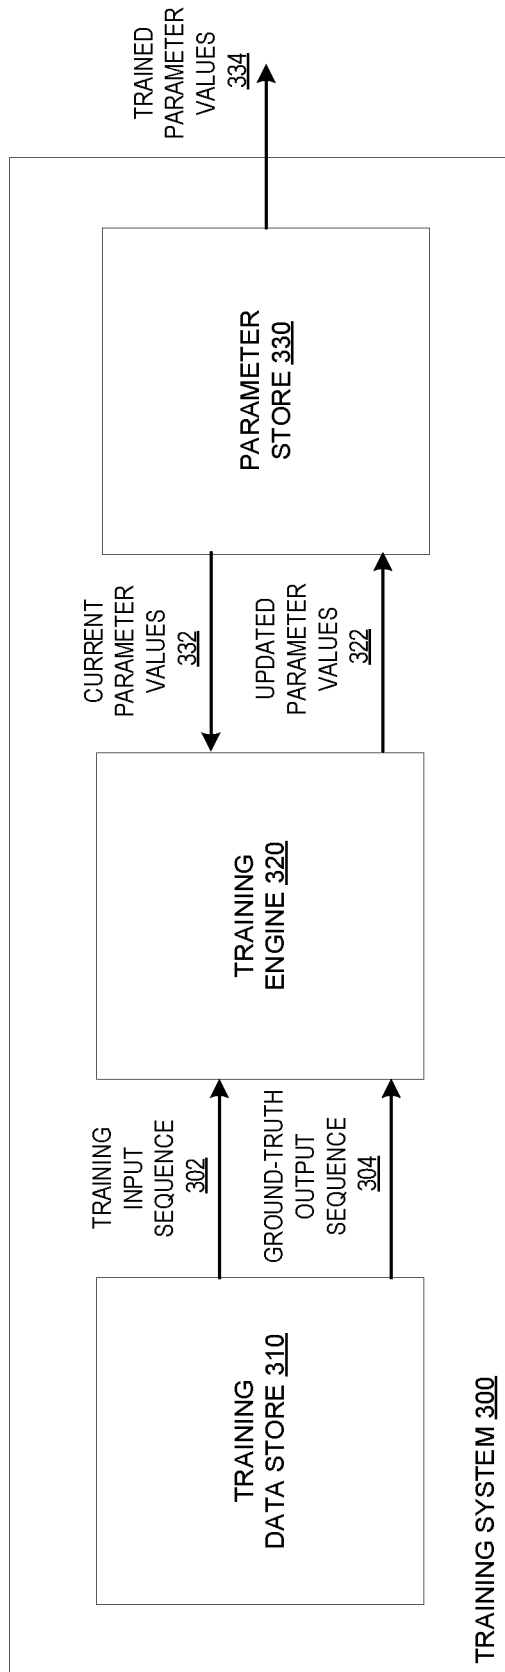 TRAINING
DATA STORE 310
TRAINING
INPUT
SEQUENCE
302
GROUND-TRUTH
OUTPUT
SEQUENCE
304
TRAINING
ENGINE 320
CURRENT
PARAMETER
VALUES
332
UPDATED
PARAMETER
VALUES
322
PARAMETER
STORE 330
TRAINED
PARAMETER
VALUES
334
TRAINING SYSTEM 300